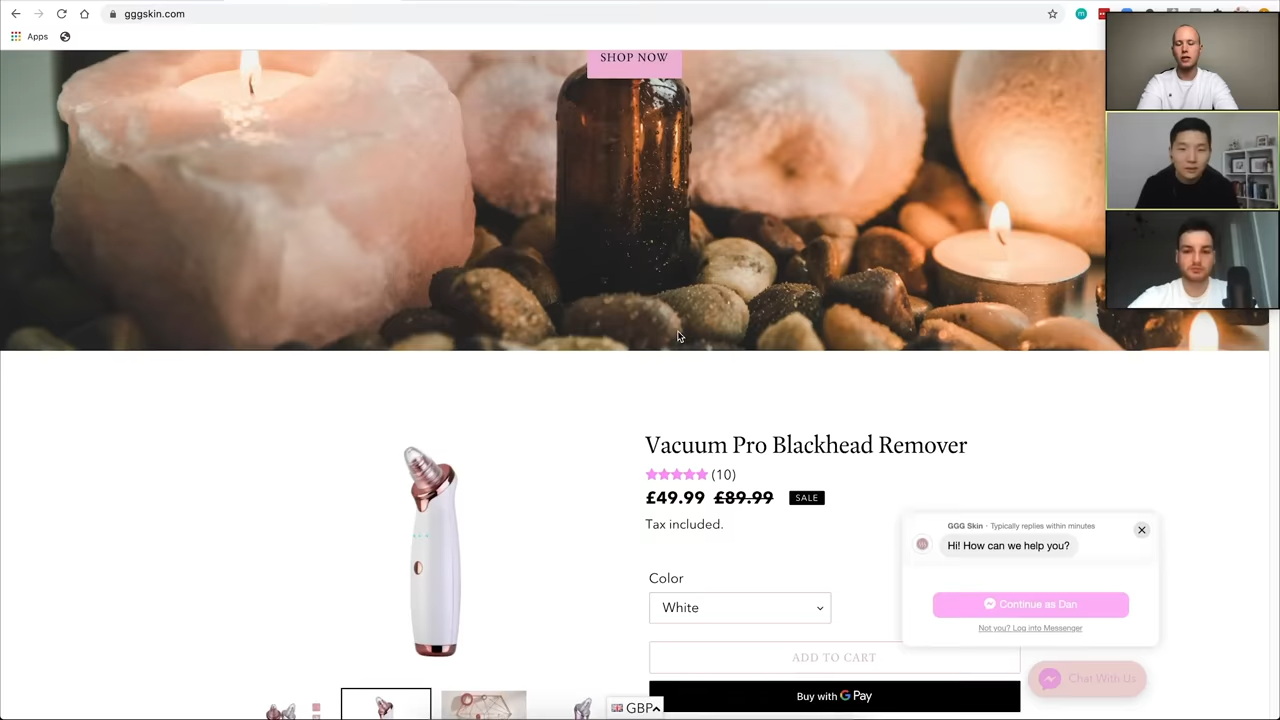 gggskin.com
Apps
SHOP NOW
Vacuum Pro Blackhead Remover
(10)
£49.99 £89.99 SALE
Tax included.
Color
White
ADD TO CART
Buy with G Pay
GBP
GGG Skin - Typically replies within minutes
Hi! How can we help you?
Continue as Dan
Not you? Log into Messenger
Chat With Us